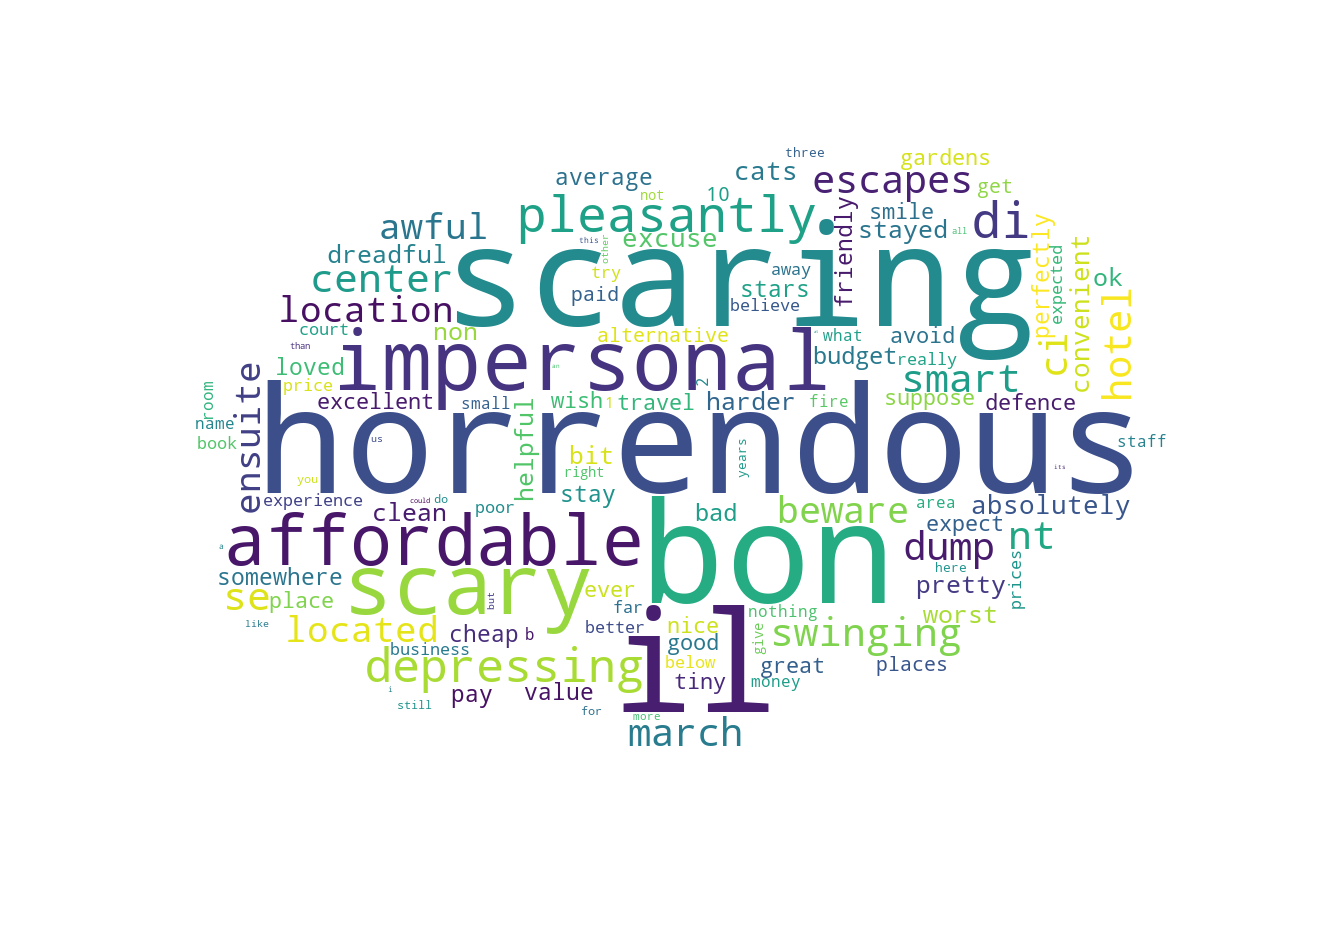 three
gardens
average
cats
escapes
get
not
10
pleasantly
smile
friendly
di
awful
this
other
excuse
stayed
all
perfectly
dreadful
scaring
center
try
away
expected
convenient
ok
paid
stars
believe
location
hotel
court
non
alternative
what
avoid
ci
than
loved
impersonal
budget
really
an
smart
room
price
2
excellent
small
wish
1
travel
harder
fire
suppose
defence
name
ensuite
book
us
horrendous
staff
helpful
bit
years
its
right
you
experience
could
do
stay
poor
clean
bad
beware
area
absolutely
expect
nt
a
affordable
bon
dump
here
somewhere
scary
but
ever
pretty
prices
se
place
far
nothing
worst
like
located
cheap
b
better
nice
good
give
swinging
business
depressing
below
great
places
i
pay
value
tiny
il
money
still
for
more
march